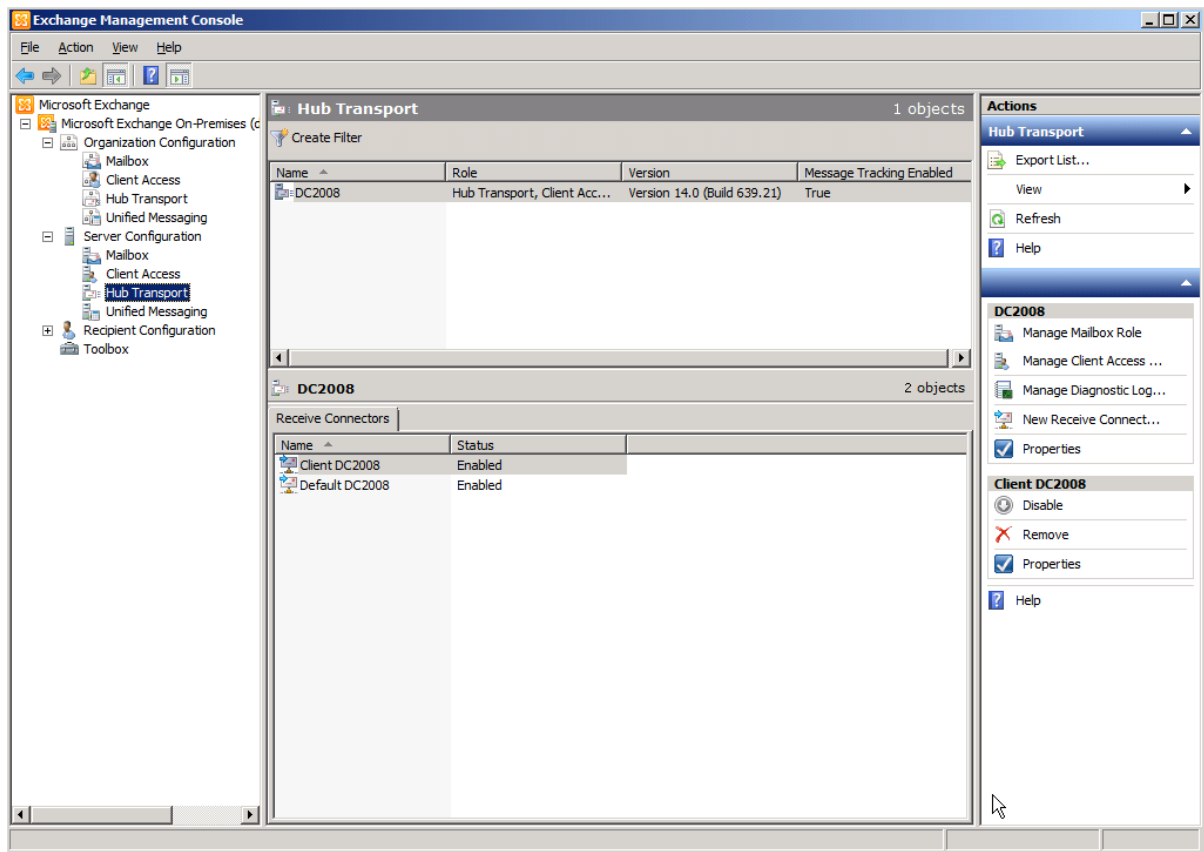 Exchange Management Console
File Action View Help
Microsoft Exchange
Microsoft Exchange On-Premises (c
Organization Configuration
Mailbox
Client Access
Hub Transport
Unified Messaging
Server Configuration
Mailbox
Client Access
Hub Transport
Unified Messaging
Recipient Configuration
Toolbox
Hub Transport 1 objects
Create Filter
Name Role Version Message Tracking Enabled
DC2008 Hub Transport, Client Acc... Version 14.0 (Build 639.21) True
DC2008 2 objects
Receive Connectors
Name Status
Client DC2008 Enabled
Default DC2008 Enabled
Actions
Hub Transport
Export List...
View
Refresh
Help
DC2008
Manage Mailbox Role
Manage Client Access ...
Manage Diagnostic Log...
New Receive Connect...
Properties
Client DC2008
Disable
Remove
Properties
Help